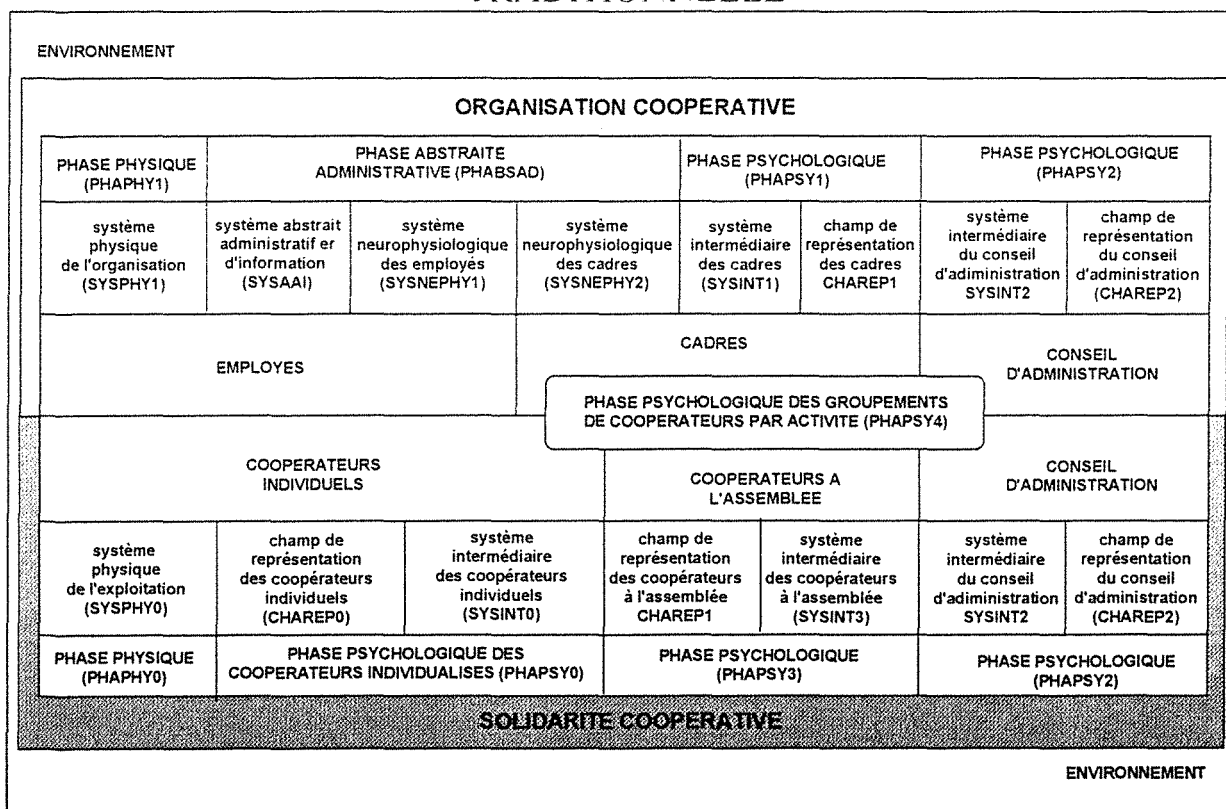 ENVIRONNEMENT
ORGANISATION COOPERATIVE
PHASE PHYSIQUE
(PHAPHY1)
PHASE ABSTRAITE
ADMINISTRATIVE (PHABSAD)
PHASE PSYCHOLOGIQUE
(PHAPSY1)
PHASE PSYCHOLOGIQUE
(PHAPSY2)
système
physique
de l'organisation
(SYSPHY1)
système abstrait
administratif er
d'information
(SYSAAI)
système
neurophysiologique
des employés
(SYSNEPHY1)
système
neurophysiologique
des cadres
(SYSNEPHY2)
système
intermédiaire
des cadres
(SYSINT1)
champ de
représentation
des cadres
CHAREP1
système
intermédiaire
du conseil
d'adiministration
SYSINT2
champ de
représentation
du conseil
d'administration
(CHAREP2)
EMPLOYES
CADRES
CONSEIL
D'ADMINISTRATION
PHASE PSYCHOLOGIQUE DES GROUPEMENTS
DE COOPERATEURS PAR ACTIVITE (PHAPSY4)
COOPERATEURS
INDIVIDUELS
COOPERATEURS A
L'ASSEMBLEE
CONSEIL
D'ADMINISTRATION
système
physique
de l'exploitation
(SYSPHY0)
champ de
représentation
des coopérateurs
individuels
(CHAREP0)
système
intermédiaire
des coopérateurs
individuels
(SYSINT0)
champ de
représentation
des coopérateurs
à l'assemblée
CHAREP1
système
intermédiaire
des coopérateurs
à l'assemblée
(SYSINT3)
système
intermédiaire
du conseil
d'adiministration
SYSINT2
champ de
représentation
du conseil
d'administration
(CHAREP2)
PHASE PHYSIQUE
(PHAPHY0)
PHASE PSYCHOLOGIQUE DES
COOPERATEURS INDIVIDUALISES (PHAPSY0)
PHASE PSYCHOLOGIQUE
(PHAPSY3)
PHASE PSYCHOLOGIQUE
(PHAPSY2)
SOLIDARITE COOPERATIVE
ENVIRONNEMENT